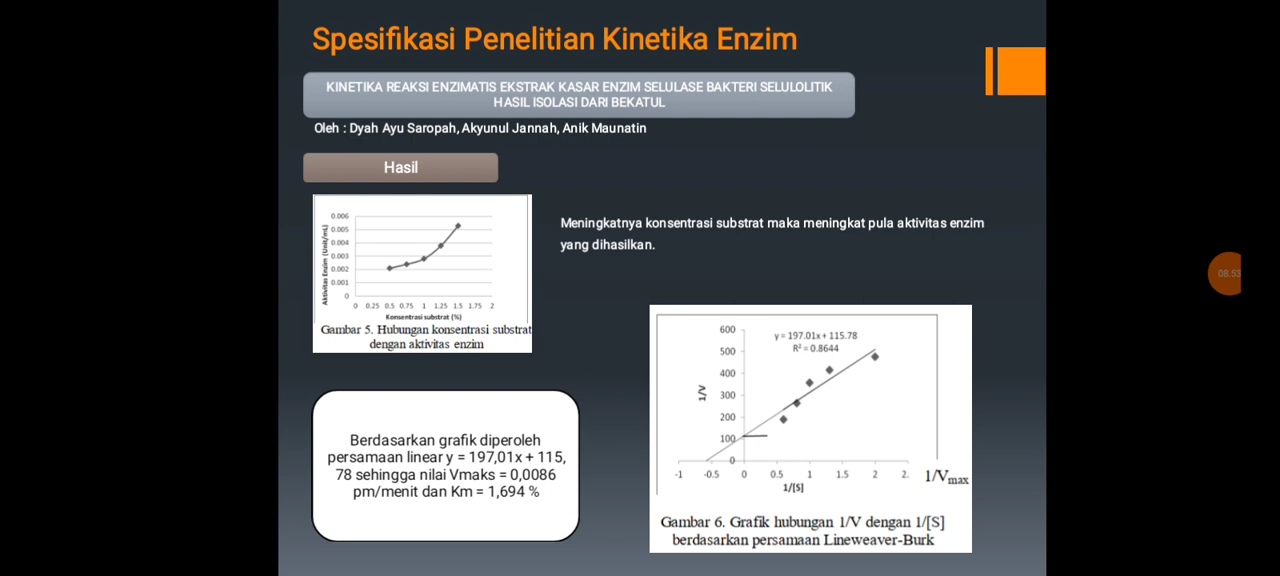 Spesifikasi Penelitian Kinetika Enzim
KINETIKA REAKSI ENZIMATIS EKSTRAK KASAR ENZIM SELULASE BAKTERI SELULOLITIK
HASIL ISOLASI DARI BEKATUL
Oleh : Dyah Ayu Saropah, Akyunul Jannah, Anik Maunatin
Hasil
0.006
0.005
0.004
0.003
0.002
0.001
0
Aktivitas Enzim (Unit/mL)
0 0.25 0.5 0.75 1 1.25 1.5 1.75 2
Konsentrasi substrat (%)
Gambar 5. Hubungan konsentrasi substrat
dengan aktivitas enzim
Meningkatnya konsentrasi substrat maka meningkat pula aktivitas enzim
yang dihasilkan.
08.53
Berdasarkan grafik diperoleh
persamaan linear y = 197,01x + 115,
78 sehingga nilai Vmaks = 0,0086
pm/menit dan Km = 1,694 %
y = 197.01x + 115.78
R² = 0.8644
600
500
400
300
200
100
0
1/V
-1 -0.5 0 0.5 1 1.5 2 2.
1/[S]
1/Vmax
Gambar 6. Grafik hubungan 1/V dengan 1/[S]
berdasarkan persamaan Lineweaver-Burk